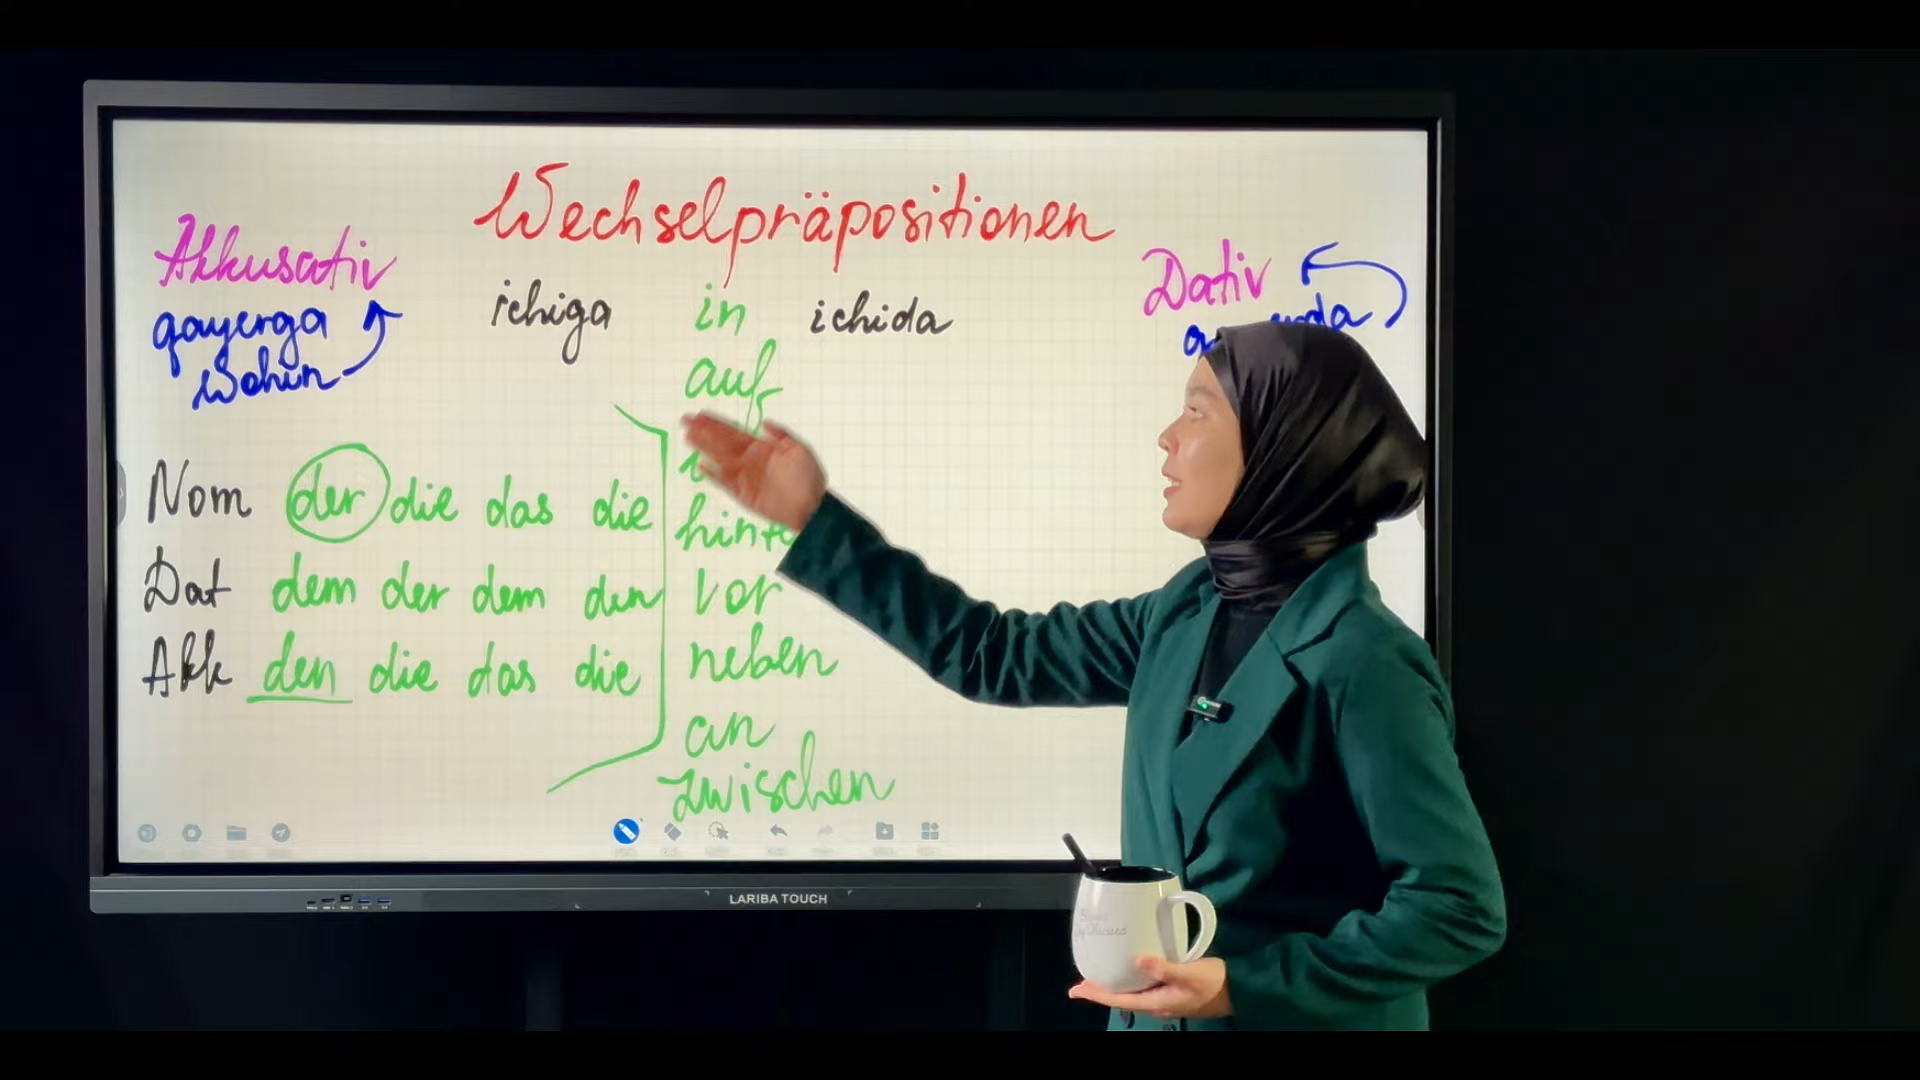 Wechselpräpositionen
Akkusativ
qayerga
Wohin
Dativ
ichiga in ichida
auf
vor
neben
an
zwischen
Nom der die das die
Dat dem der dem den
Akk den die das die
LARIBA TOUCH